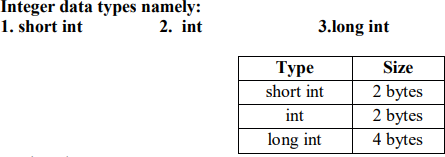 Integer data types namely:
1. short int 2. int 3.long int
Type Size
short int 2 bytes
int 2 bytes
long int 4 bytes